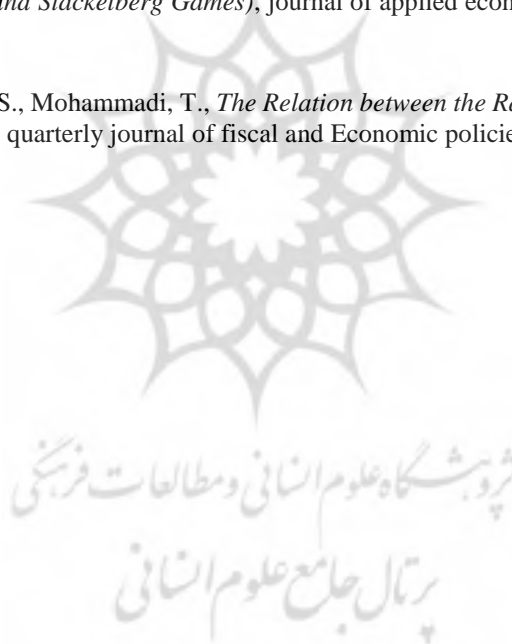 and Stackelberg Games), journal of applied econ
S., Mohammadi, T., The Relation between the R
quarterly journal of fiscal and Economic policie
پژوهشگاه علوم انسانی و مطالعات فرهنگی
پرتال جامع علوم انسانی